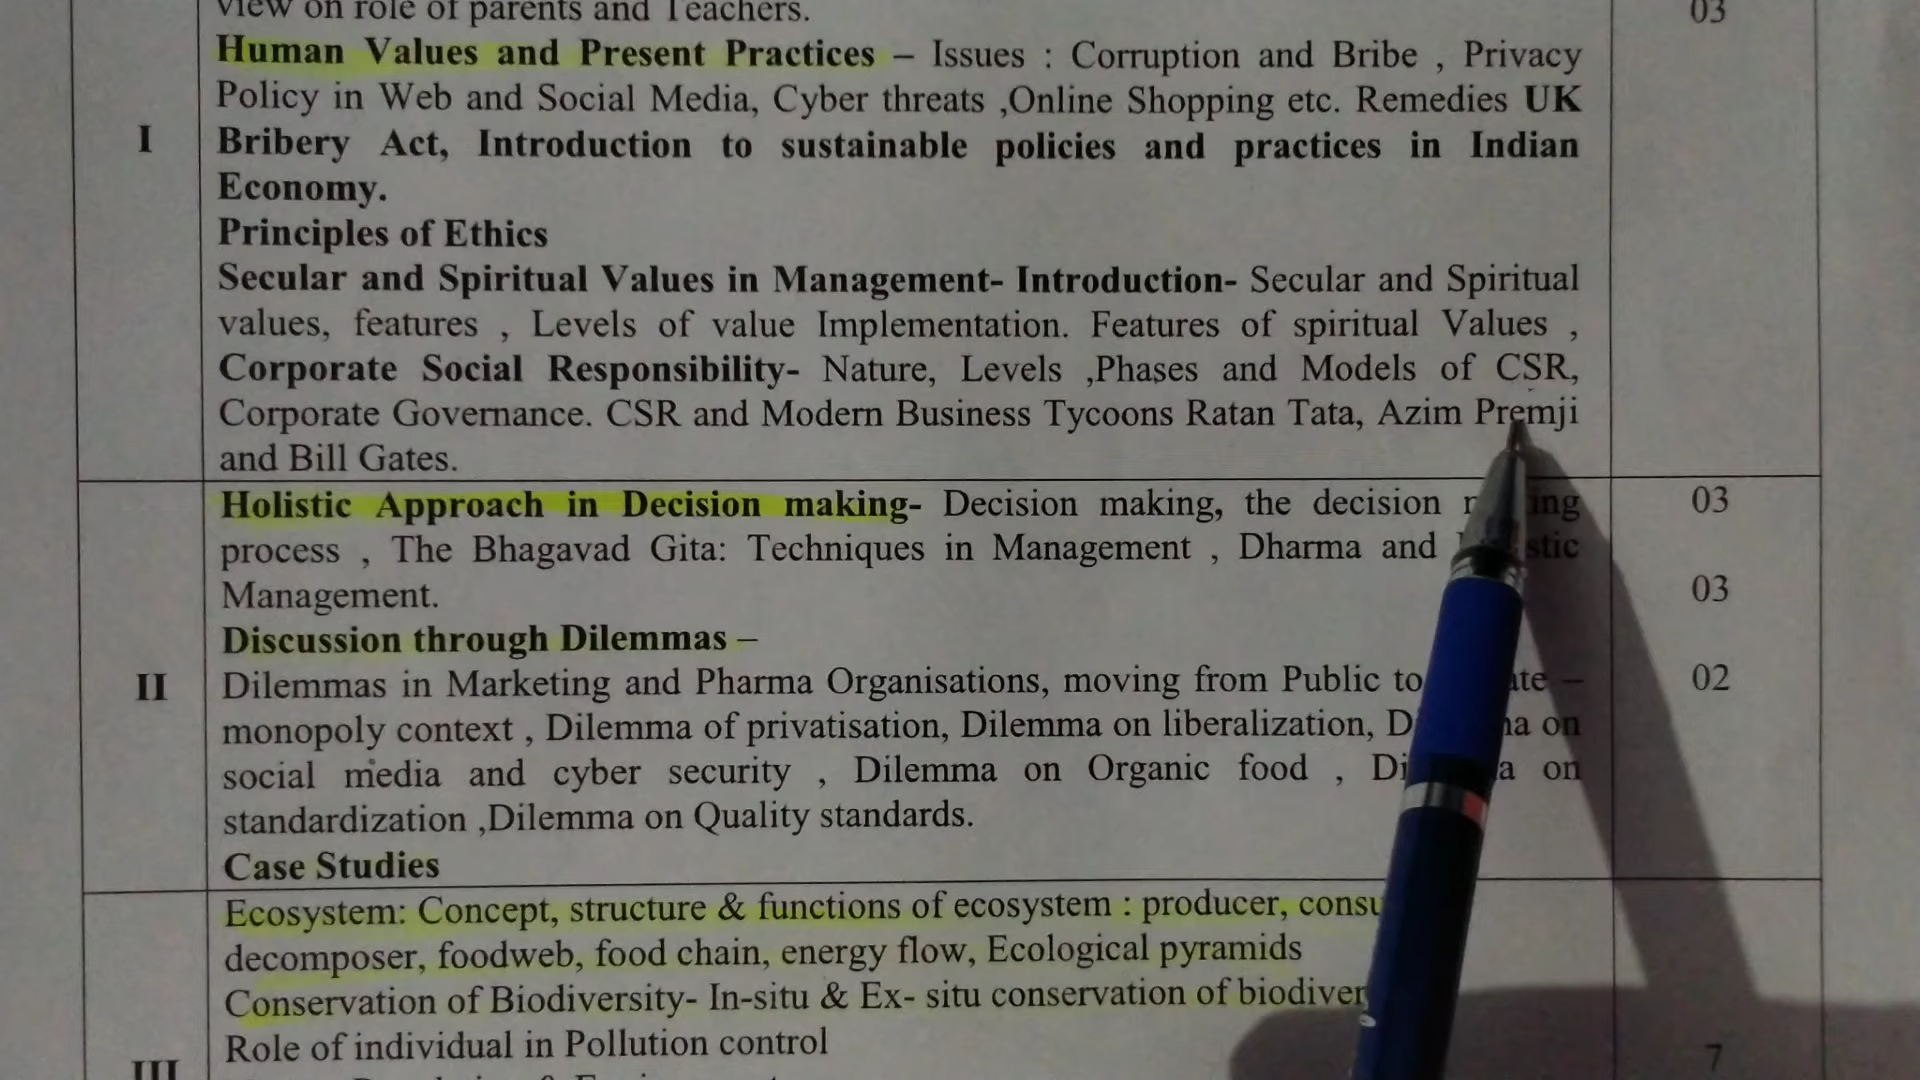 view on role of parents and Teachers.
03
Human Values and Present Practices – Issues : Corruption and Bribe , Privacy
Policy in Web and Social Media, Cyber threats ,Online Shopping etc. Remedies UK
I
Bribery Act, Introduction to sustainable policies and practices in Indian
Economy.
Principles of Ethics
Secular and Spiritual Values in Management- Introduction- Secular and Spiritual
values, features , Levels of value Implementation. Features of spiritual Values ,
Corporate Social Responsibility- Nature, Levels ,Phases and Models of CSR,
Corporate Governance. CSR and Modern Business Tycoons Ratan Tata, Azim Premji
and Bill Gates.
Holistic Approach in Decision making- Decision making, the decision
03
process , The Bhagavad Gita: Techniques in Management , Dharma and
Management.
03
Discussion through Dilemmas –
II
Dilemmas in Marketing and Pharma Organisations, moving from Public to –
02
monopoly context , Dilemma of privatisation, Dilemma on liberalization, on
social media and cyber security , Dilemma on Organic food , on
standardization ,Dilemma on Quality standards.
Case Studies
Ecosystem: Concept, structure & functions of ecosystem : producer,
decomposer, foodweb, food chain, energy flow, Ecological pyramids
Conservation of Biodiversity- In-situ & Ex- situ conservation of
Role of individual in Pollution control
III
7